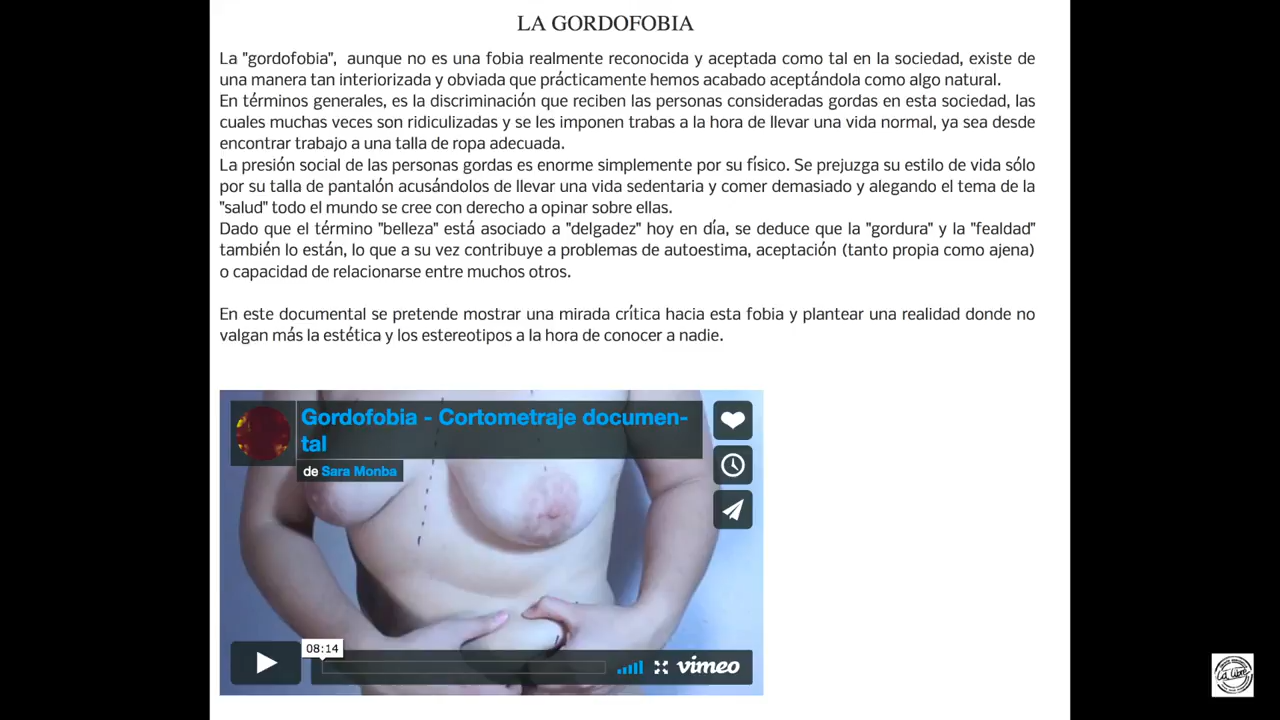 LA GORDOFOBIA
La "gordofobia",  aunque no es una fobia realmente reconocida y aceptada como tal en la sociedad, existe de
una manera tan interiorizada y obviada que prácticamente hemos acabado aceptándola como algo natural.
En términos generales, es la discriminación que reciben las personas consideradas gordas en esta sociedad, las
cuales muchas veces son ridiculizadas y se les imponen trabas a la hora de llevar una vida normal, ya sea desde
encontrar trabajo a una talla de ropa adecuada.
La presión social de las personas gordas es enorme simplemente por su físico. Se prejuzga su estilo de vida sólo
por su talla de pantalón acusándolos de llevar una vida sedentaria y comer demasiado y alegando el tema de la
"salud" todo el mundo se cree con derecho a opinar sobre ellas.
Dado que el término "belleza" está asociado a "delgadez" hoy en día, se deduce que la "gordura" y la "fealdad"
también lo están, lo que a su vez contribuye a problemas de autoestima, aceptación (tanto propia como ajena)
o capacidad de relacionarse entre muchos otros.
En este documental se pretende mostrar una mirada crítica hacia esta fobia y plantear una realidad donde no
valgan más la estética y los estereotipos a la hora de conocer a nadie.
Gordofobia - Cortometraje documen-
tal
de Sara Monba
08:14
vimeo